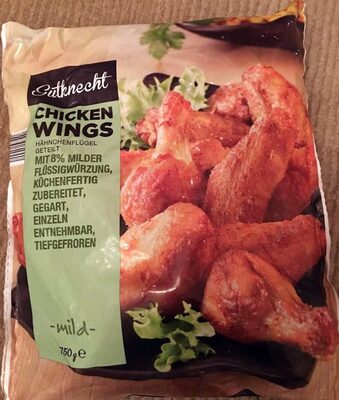 Gutknecht
CHICKEN
WINGS
HÄHNCHENFLÜGEL
GETEILT
MIT 8% MILDER
FLÜSSIGWÜRZUNG,
KÜCHENFERTIG
ZUBEREITET,
GEGART,
EINZELN
ENTNEHMBAR,
TIEFGEFROREN
-mild-
750g e